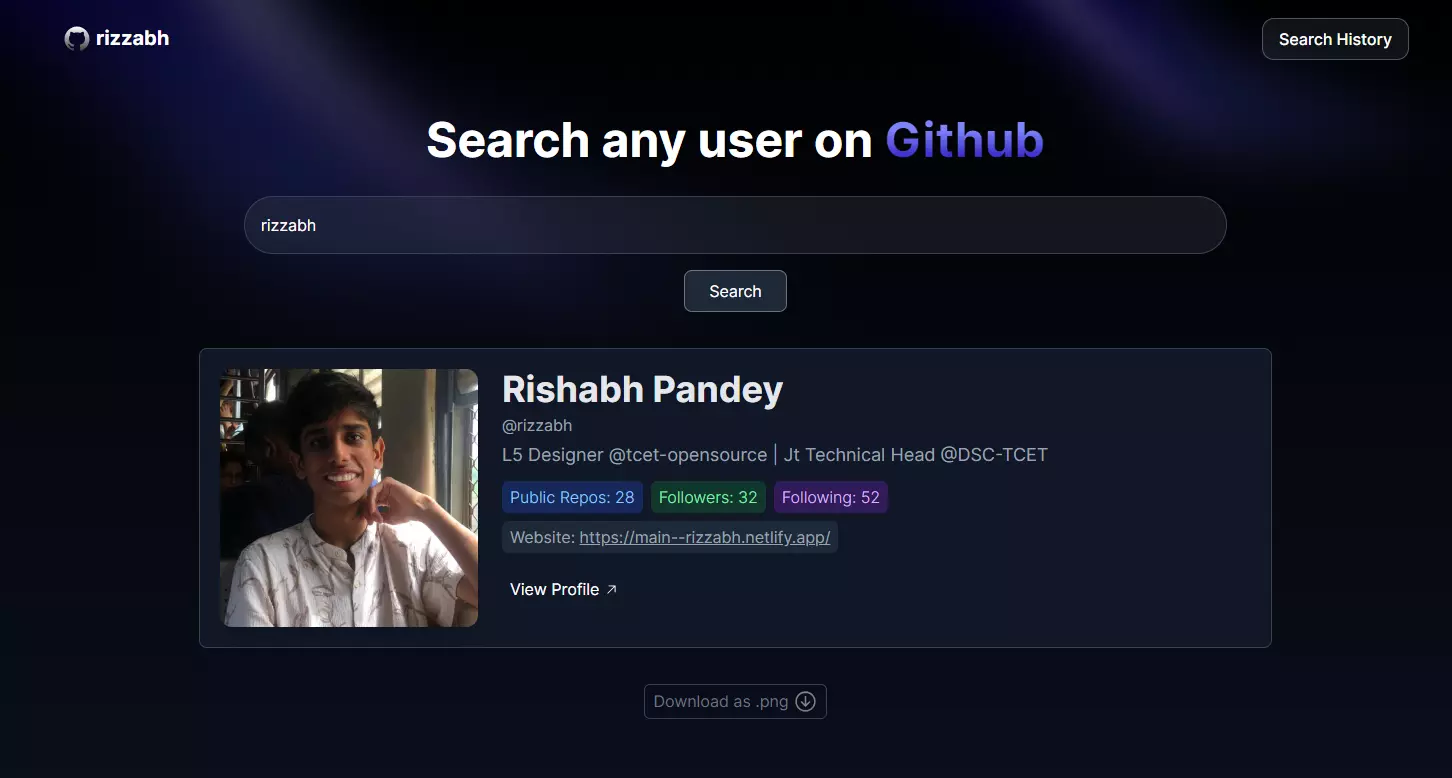 rizzabh
Search History
Search any user on Github
rizzabh
Search
Rishabh Pandey
@rizzabh
L5 Designer @tcet-opensource | Jt Technical Head @DSC-TCET
Public Repos: 28 Followers: 32 Following: 52
Website: https://main--rizzabh.netlify.app/
View Profile ↗
Download as .png